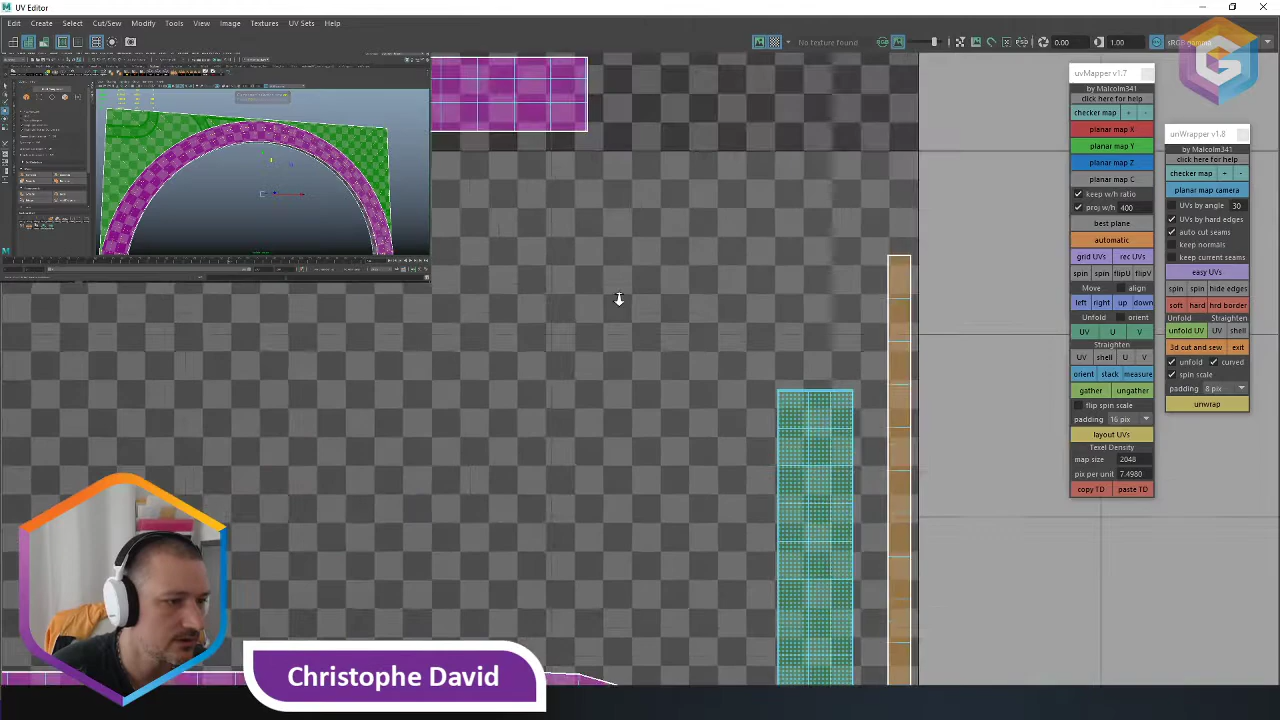 UV Editor
File Create Select Cut/Sew Modify Tools View Image Textures UV Sets Help
No texture found 0.00 1.00 sRGB gamma
G
uvMapper v1.7
by Malcolm341
click here for help
checker map + -
planar map X
planar map Y
planar map Z
planar map C
keep w/h ratio
proj w/h 400
best plane
automatic
grid UVs rec UVs
spin spin flipU flipV
Move align
left right up down
Unfold orient
UV U V
Straighten
UV shell U V
orient stack measure
gather ungather
flip spin scale
padding 16 pix
layout UVs
Texel Density
map size 2048
pix per unit 7.4980
copy TD paste TD
unWrapper v1.8
by Malcolm341
click here for help
checker map + -
planar map camera
UVs by angle 30
UVs by hard edges
auto cut seams
keep normals
keep current seams
easy UVs
spin spin hide edges
soft hard hrd border
Unfold Straighten
unfold UV UV shell
3d cut and sew exit
unfold curved
spin scale
padding 8 pix
unwrap
Christophe David